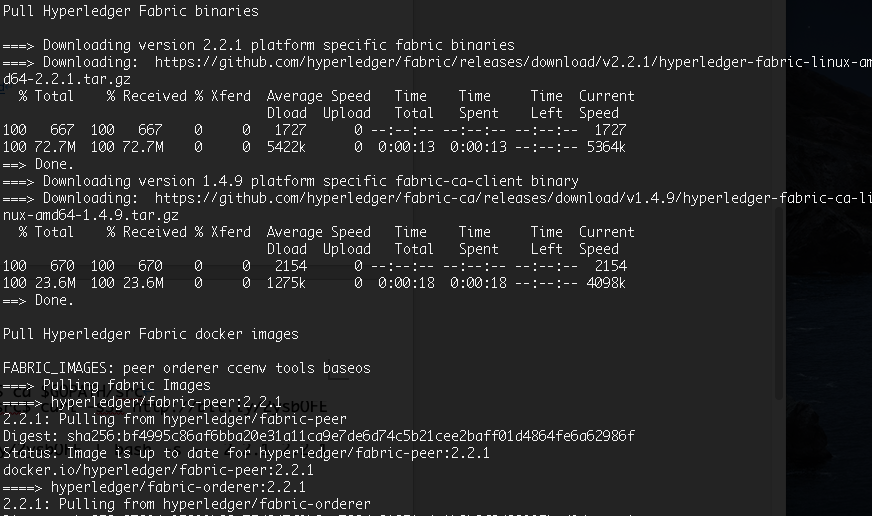 Pull Hyperledger Fabric binaries
===> Downloading version 2.2.1 platform specific fabric binaries
===> Downloading:  https://github.com/hyperledger/fabric/releases/download/v2.2.1/hyperledger-fabric-linux-am
d64-2.2.1.tar.gz
% Total    % Received % Xferd  Average Speed   Time    Time     Time  Current
Dload  Upload   Total   Spent    Left  Speed
100   667  100   667    0     0   1727      0 --:--:-- --:--:-- --:--:--  1727
100 72.7M  100 72.7M    0     0  5422k      0  0:00:13  0:00:13 --:--:-- 5364k
==> Done.
===> Downloading version 1.4.9 platform specific fabric-ca-client binary
===> Downloading:  https://github.com/hyperledger/fabric-ca/releases/download/v1.4.9/hyperledger-fabric-ca-li
nux-amd64-1.4.9.tar.gz
% Total    % Received % Xferd  Average Speed   Time    Time     Time  Current
Dload  Upload   Total   Spent    Left  Speed
100   670  100   670    0     0   2154      0 --:--:-- --:--:-- --:--:--  2154
100 23.6M  100 23.6M    0     0  1275k      0  0:00:18  0:00:18 --:--:-- 4098k
==> Done.
Pull Hyperledger Fabric docker images
FABRIC_IMAGES: peer orderer ccenv tools baseos
===> Pulling fabric Images
====> hyperledger/fabric-peer:2.2.1
2.2.1: Pulling from hyperledger/fabric-peer
Digest: sha256:bf4995c86af6bba20e31a11ca9e7de6d74c5b21cee2baff01d4864fe6a62986f
Status: Image is up to date for hyperledger/fabric-peer:2.2.1
docker.io/hyperledger/fabric-peer:2.2.1
====> hyperledger/fabric-orderer:2.2.1
2.2.1: Pulling from hyperledger/fabric-orderer